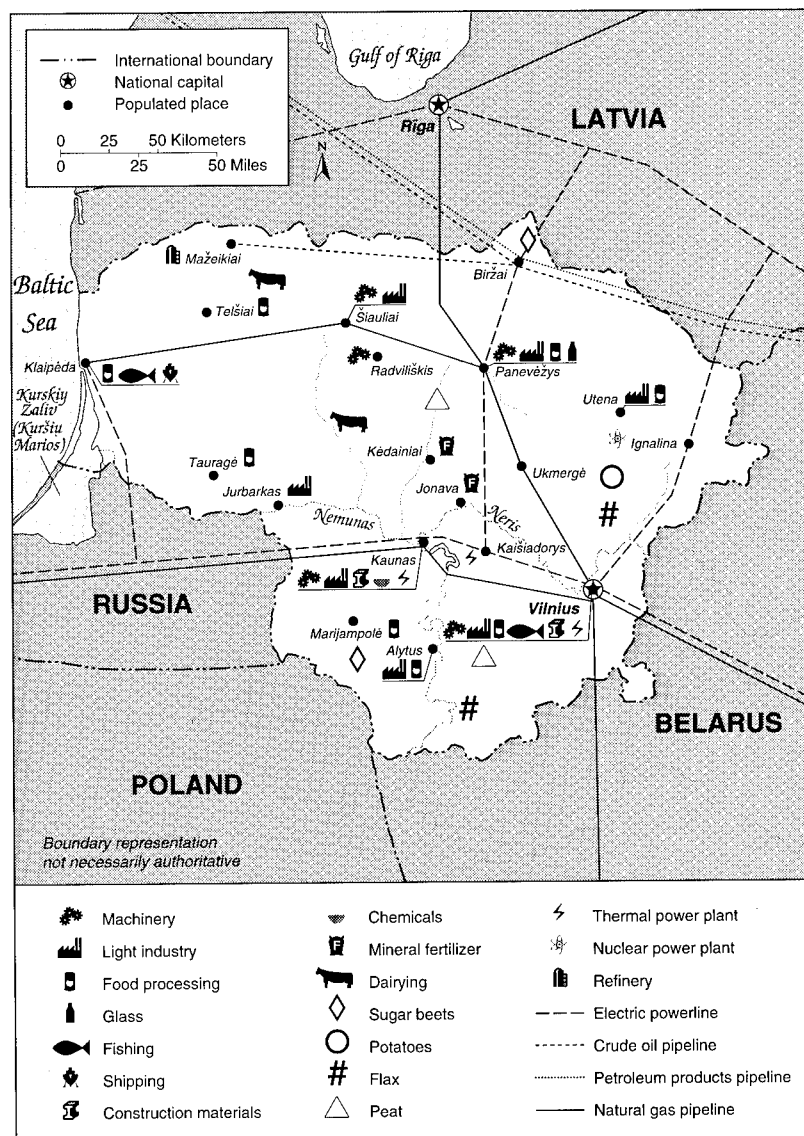 International boundary
National capital
Populated place
0 25 50 Kilometers
0 25 50 Miles
N
Gulf of Riga
Rīga
LATVIA
Baltic
Sea
Mažeikiai
Biržai
Telšiai
Šiauliai
Klaipėda
Radviliškis
Panevėžys
Kurskiy
Zaliv
(Kuršiu
Marios)
Utena
Ignalina
Tauragė
Kėdainiai
Ukmergė
Jurbarkas
Jonava
Nemunas
Neris
Kaunas
Kaišiadorys
RUSSIA
Vilnius
Marijampolė
Alytus
BELARUS
POLAND
Boundary representation
not necessarily authoritative
Machinery
Light industry
Food processing
Glass
Fishing
Shipping
Construction materials
Chemicals
F Mineral fertilizer
Dairying
Sugar beets
Potatoes
# Flax
Peat
Thermal power plant
Nuclear power plant
Refinery
Electric powerline
Crude oil pipeline
Petroleum products pipeline
Natural gas pipeline